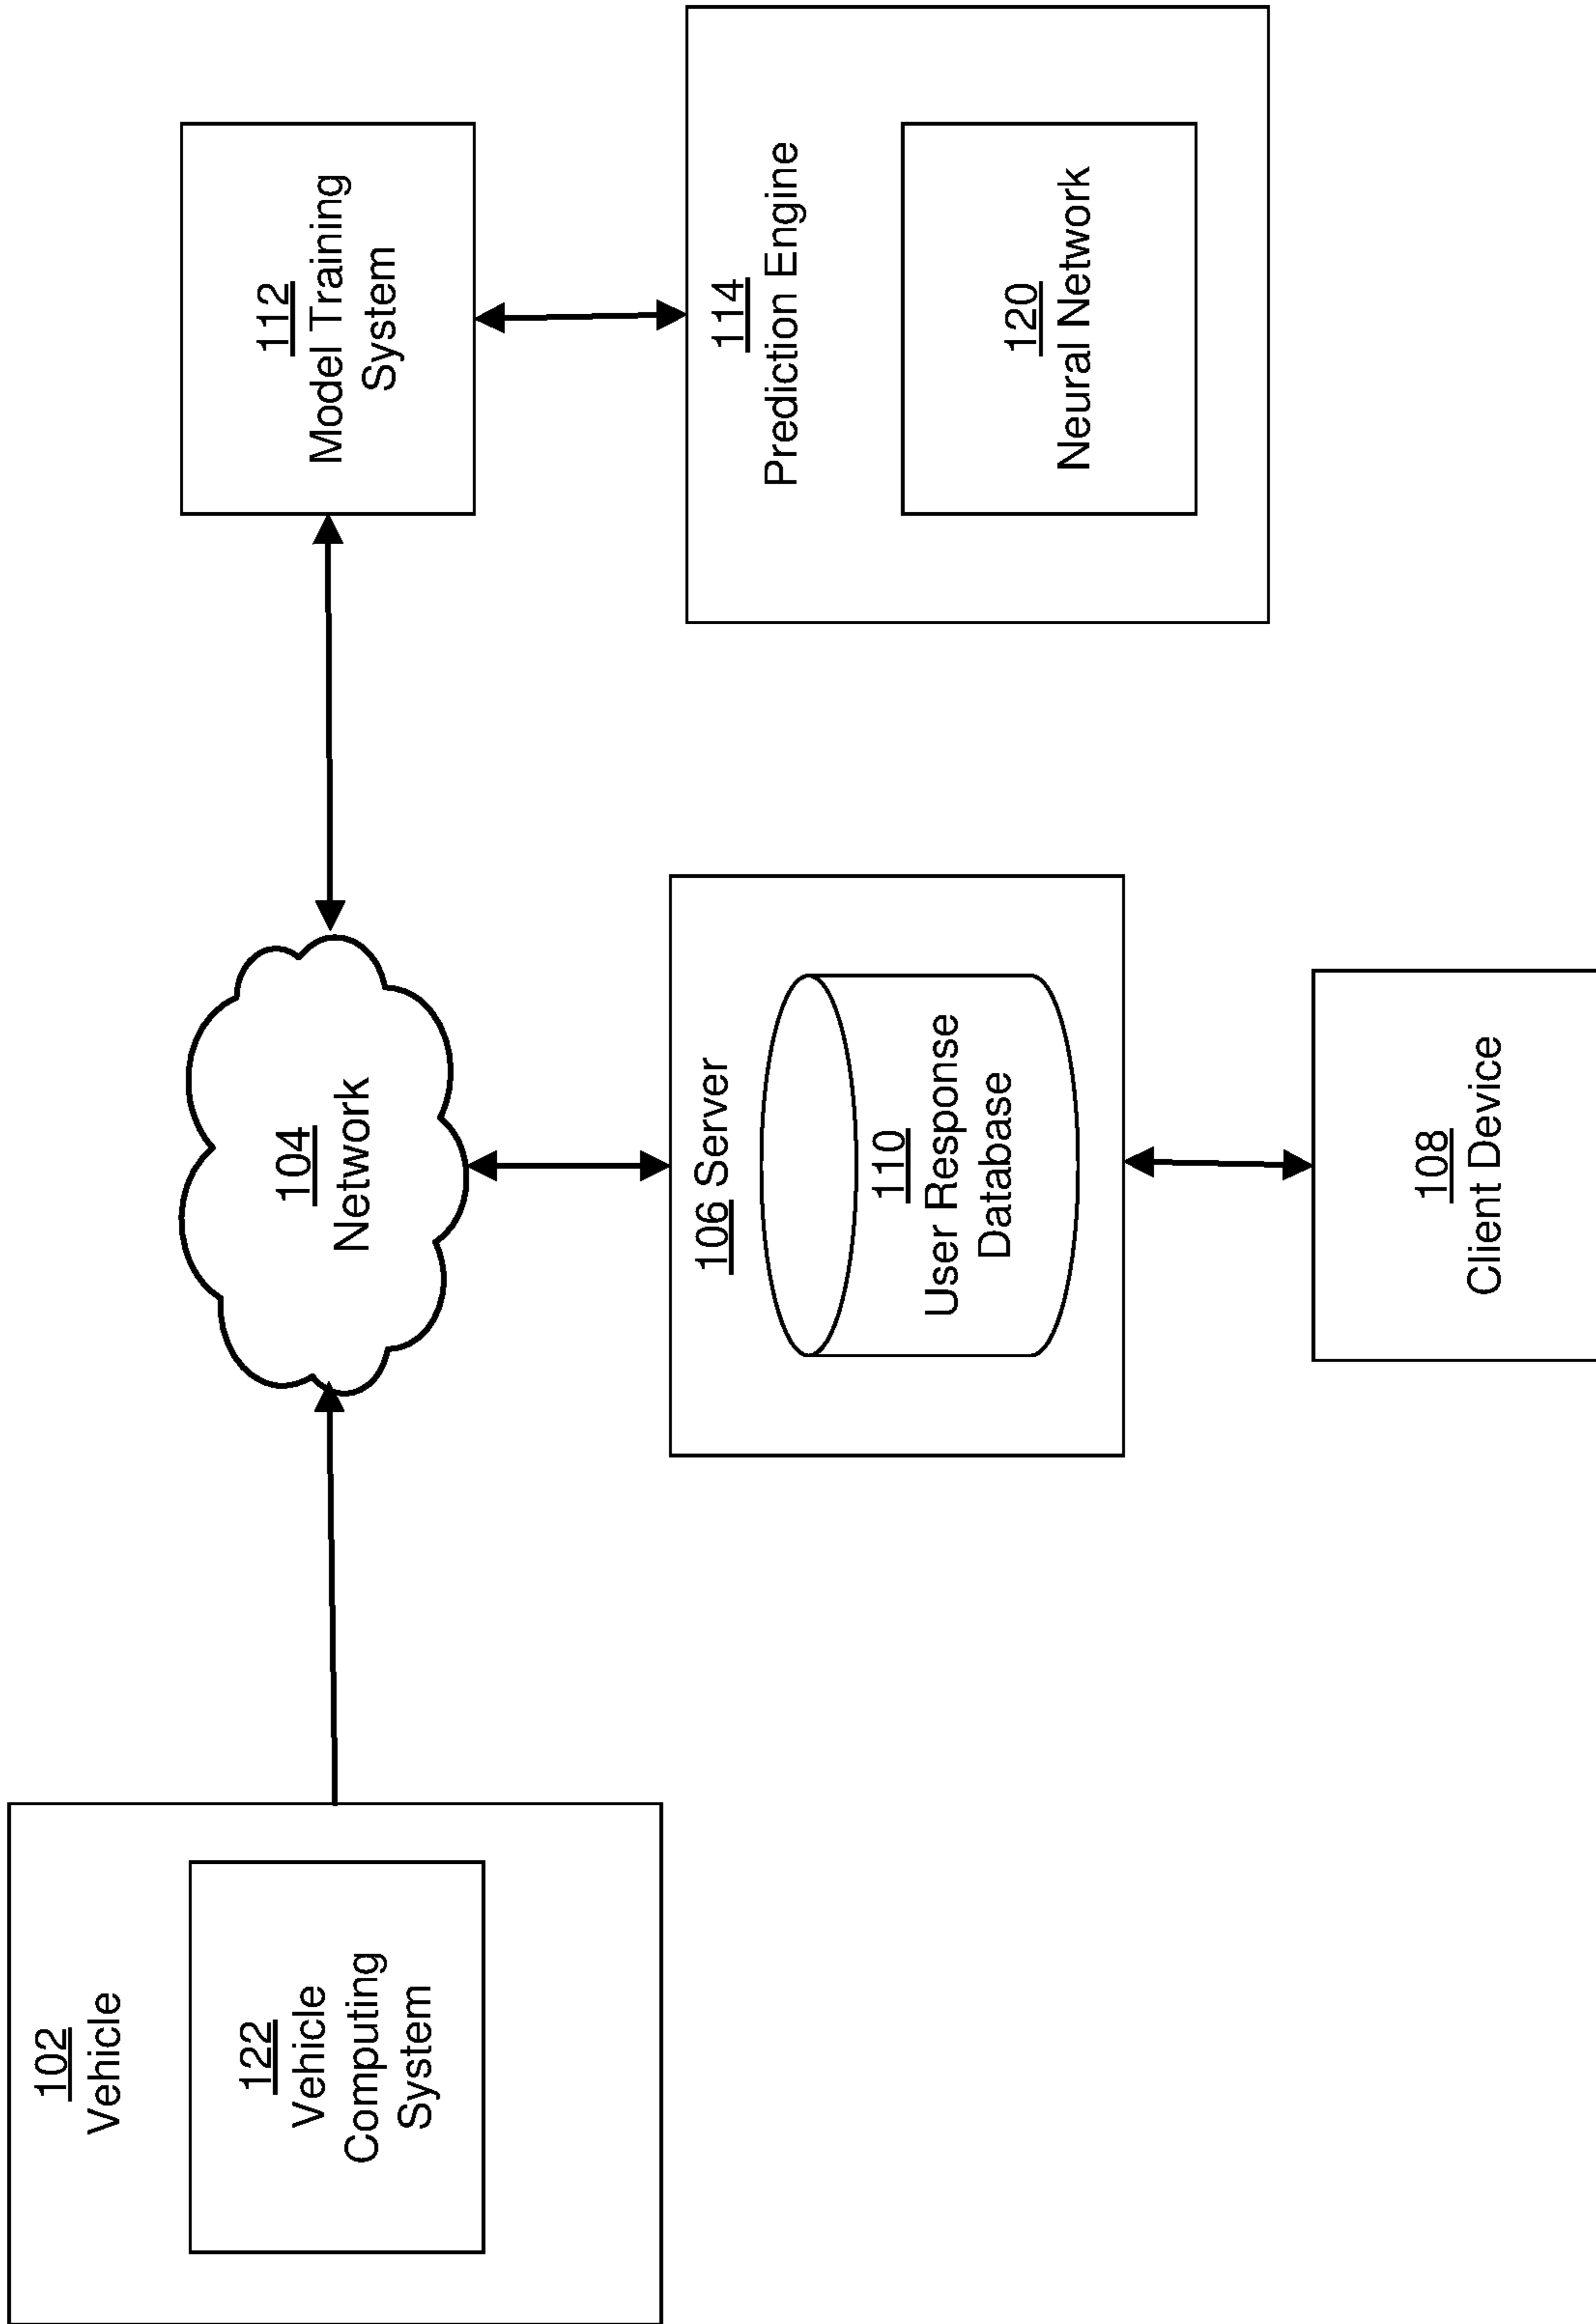 102
Vehicle
122
Vehicle
Computing
System
104
Network
106 Server
110
User Response
Database
108
Client Device
112
Model Training
System
114
Prediction Engine
120
Neural Network